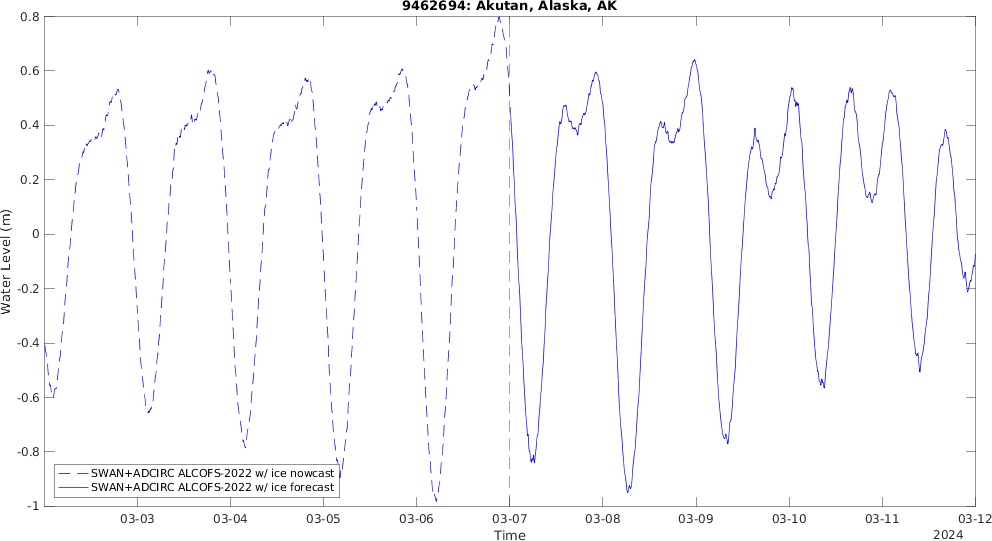 9462694: Akutan, Alaska, AK
0.8
0.6
0.4
0.2
0
-0.2
-0.4
-0.6
-0.8
-1
Water Level (m)
SWAN+ADCIRC ALCOFS-2022 w/ ice nowcast
SWAN+ADCIRC ALCOFS-2022 w/ ice forecast
03-03 03-04 03-05 03-06 03-07 03-08 03-09 03-10 03-11 03-12
Time
2024